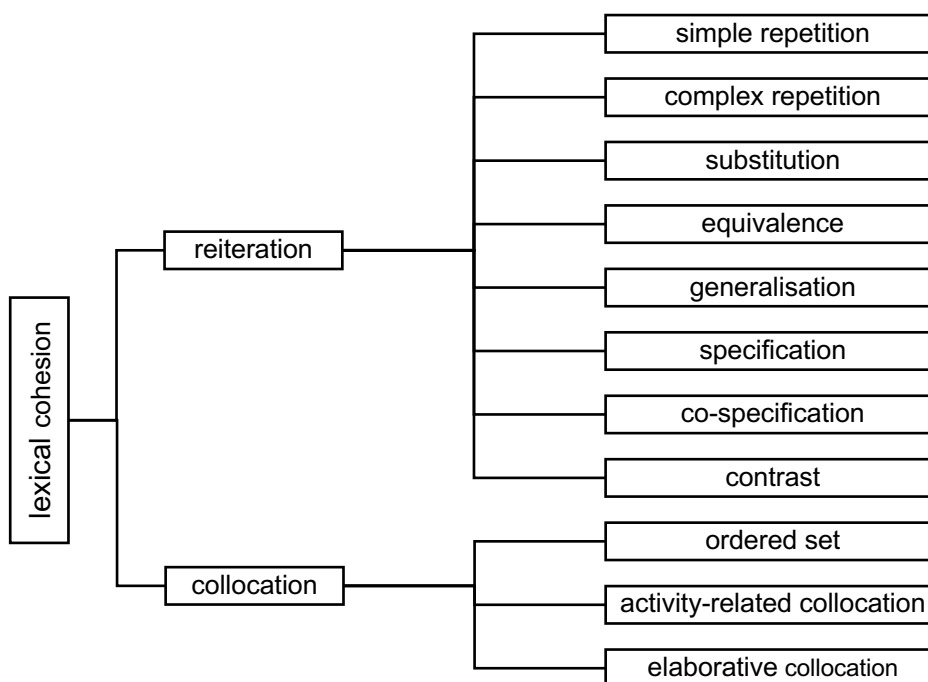 lexical cohesion
reiteration
simple repetition
complex repetition
substitution
equivalence
generalisation
specification
co-specification
contrast
collocation
ordered set
activity-related collocation
elaborative collocation